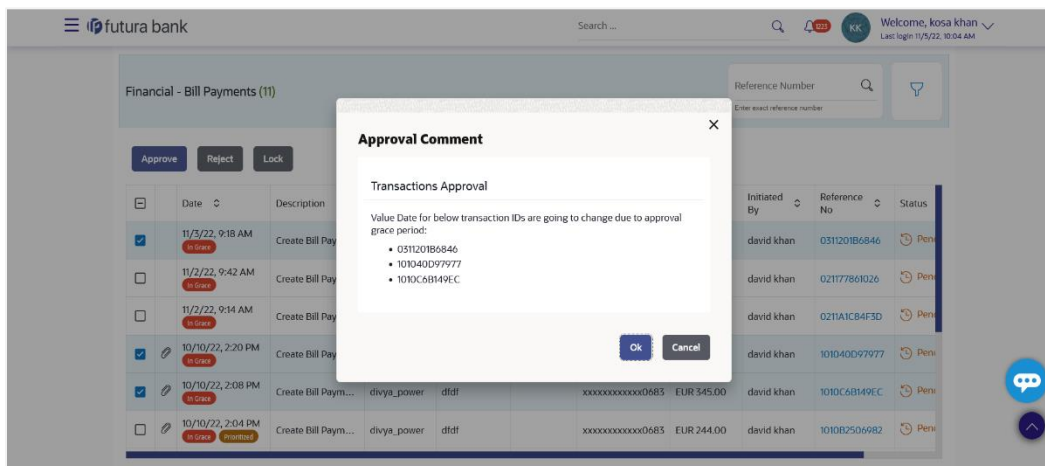 futura bank
Search ...
1225
KK
Welcome, kosa khan
Last login 11/5/22, 10:04 AM
Financial - Bill Payments (11)
Reference Number
Enter exact reference number
Approve Reject Lock
Approval Comment
Transactions Approval
Value Date for below transaction IDs are going to change due to approval
grace period:
• 0311201B6846
• 101040D97977
• 1010C6B149EC
Ok Cancel
Date Description Initiated By Reference No Status
11/3/22, 9:18 AM In Grace Create Bill Pay david khan 0311201B6846 Pen
11/2/22, 9:42 AM In Grace Create Bill Pay david khan 021177861026 Pen
11/2/22, 9:14 AM In Grace Create Bill Pay david khan 0211A1C84F3D Pen
10/10/22, 2:20 PM In Grace Create Bill Pay david khan 101040D97977 Pen
10/10/22, 2:08 PM In Grace Create Bill Paym... divya_power dfdf xxxxxxxxxxxx0683 EUR 345.00 david khan 1010C6B149EC Pen
10/10/22, 2:04 PM In Grace Prioritized Create Bill Paym... divya_power dfdf xxxxxxxxxxxx0683 EUR 244.00 david khan 1010B2506982 Pen